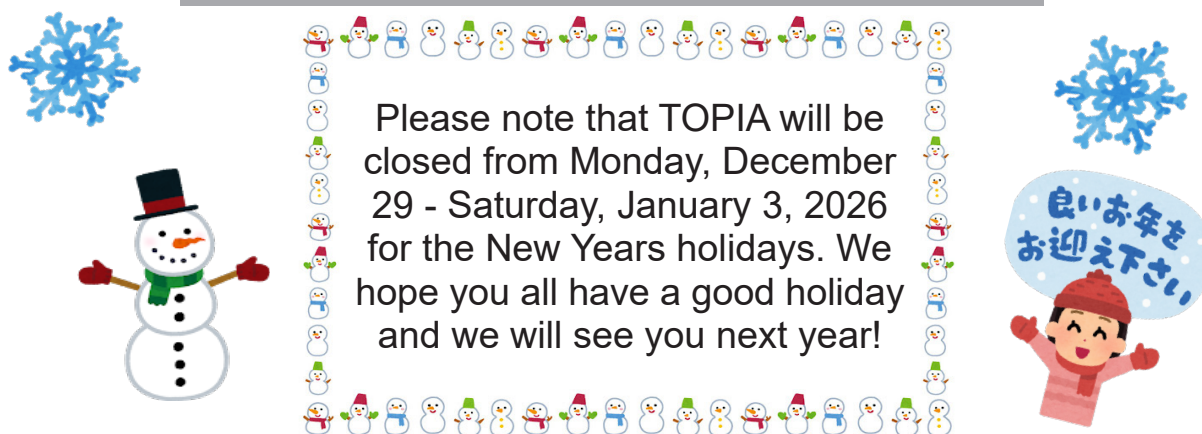 Please note that TOPIA will be
closed from Monday, December
29 - Saturday, January 3, 2026
for the New Years holidays. We
hope you all have a good holiday
and we will see you next year!
良いお年を
お迎え下さい